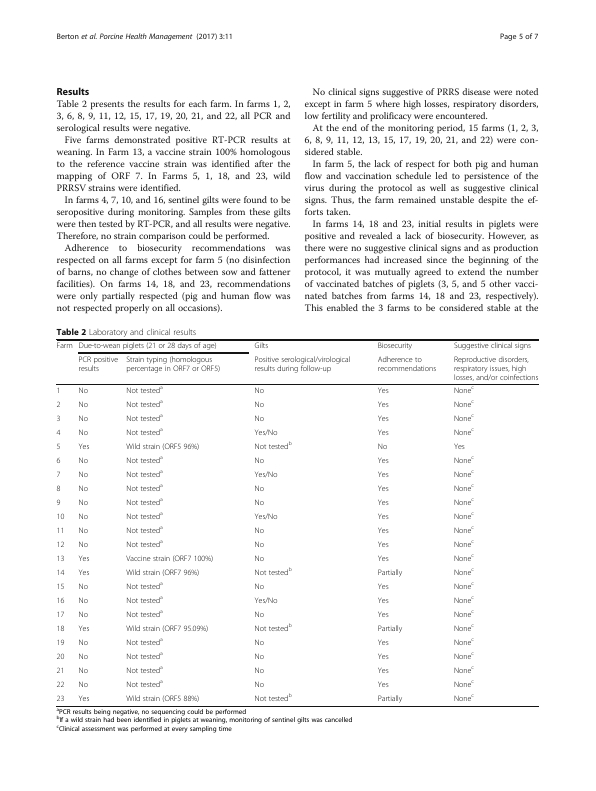 Berton et al. Porcine Health Management (2017) 3:11
Page 5 of 7
Results
Table 2 presents the results for each farm. In farms 1, 2,
3, 6, 8, 9, 11, 12, 15, 17, 19, 20, 21, and 22, all PCR and
serological results were negative.
Five farms demonstrated positive RT-PCR results at
weaning. In Farm 13, a vaccine strain 100% homologous
to the reference vaccine strain was identified after the
mapping of ORF 7. In Farms 5, 1, 18, and 23, wild
PRRSV strains were identified.
In farms 4, 7, 10, and 16, sentinel gilts were found to be
seropositive during monitoring. Samples from these gilts
were then tested by RT-PCR, and all results were negative.
Therefore, no strain comparison could be performed.
Adherence to biosecurity recommendations was
respected on all farms except for farm 5 (no disinfection
of barns, no change of clothes between sow and fattener
facilities). On farms 14, 18, and 23, recommendations
were only partially respected (pig and human flow was
not respected properly on all occasions).
No clinical signs suggestive of PRRS disease were noted
except in farm 5 where high losses, respiratory disorders,
low fertility and prolificacy were encountered.
At the end of the monitoring period, 15 farms (1, 2, 3,
6, 8, 9, 11, 12, 13, 15, 17, 19, 20, 21, and 22) were con-
sidered stable.
In farm 5, the lack of respect for both pig and human
flow and vaccination schedule led to persistence of the
virus during the protocol as well as suggestive clinical
signs. Thus, the farm remained unstable despite the ef-
forts taken.
In farms 14, 18 and 23, initial results in piglets were
positive and revealed a lack of biosecurity. However, as
there were no suggestive clinical signs and as production
performances had increased since the beginning of the
protocol, it was mutually agreed to extend the number
of vaccinated batches of piglets (3, 5, and 5 other vacci-
nated batches from farms 14, 18 and 23, respectively).
This enabled the 3 farms to be considered stable at the
Table 2 Laboratory and clinical results
Farm Due-to-wean piglets (21 or 28 days of age) Gilts Biosecurity Suggestive clinical signs
PCR positive Strain typing (homologous Positive serological/virological Adherence to Reproductive disorders,
results percentage in ORF7 or ORF5) results during follow-up recommendations respiratory issues, high
losses, and/or coinfections
1 No Not tested^a No Yes None^c
2 No Not tested^a No Yes None^c
3 No Not tested^a No Yes None^c
4 No Not tested^a Yes/No Yes None^c
5 Yes Wild strain (ORF5 96%) Not tested^b No Yes
6 No Not tested^a No Yes None^c
7 No Not tested^a Yes/No Yes None^c
8 No Not tested^a No Yes None^c
9 No Not tested^a No Yes None^c
10 No Not tested^a Yes/No Yes None^c
11 No Not tested^a No Yes None^c
12 No Not tested^a No Yes None^c
13 Yes Vaccine strain (ORF7 100%) No Yes None^c
14 Yes Wild strain (ORF7 96%) Not tested^b Partially None^c
15 No Not tested^a No Yes None^c
16 No Not tested^a Yes/No Yes None^c
17 No Not tested^a No Yes None^c
18 Yes Wild strain (ORF7 95.09%) Not tested^b Partially None^c
19 No Not tested^a No Yes None^c
20 No Not tested^a No Yes None^c
21 No Not tested^a No Yes None^c
22 No Not tested^a No Yes None^c
23 Yes Wild strain (ORF5 88%) Not tested^b Partially None^c
^aPCR results being negative, no sequencing could be performed
^bIf a wild strain had been identified in piglets at weaning, monitoring of sentinel gilts was cancelled
^cClinical assessment was performed at every sampling time